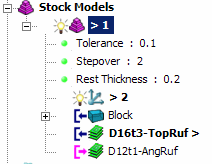 Stock Models
> 1
Tolerance : 0.1
Stepover : 2
Rest Thickness : 0.2
> 2
Block
D16t3-TopRuf >
D12t1-AngRuf